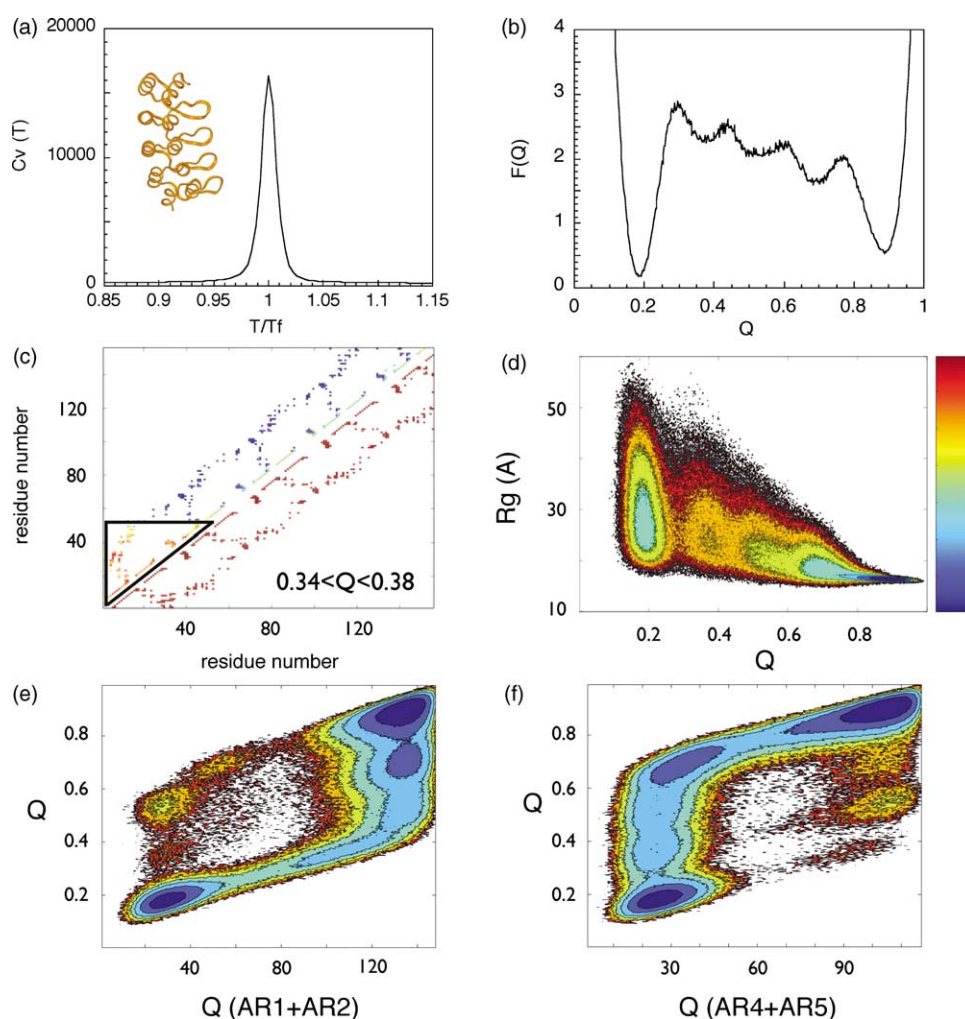 (a)
20000
10000
0
Cv (T)
0.85 0.9 0.95 1 1.05 1.1 1.15
T/Tf
(b)
4
3
2
1
0
F(Q)
0 0.2 0.4 0.6 0.8 1
Q
(c)
120
80
40
residue number
0.34<Q<0.38
40 80 120
residue number
(d)
50
30
10
Rg (A)
0.2 0.4 0.6 0.8
Q
(e)
0.8
0.6
0.4
0.2
Q
40 80 120
Q (AR1+AR2)
(f)
0.8
0.6
0.4
0.2
Q
30 60 90
Q (AR4+AR5)